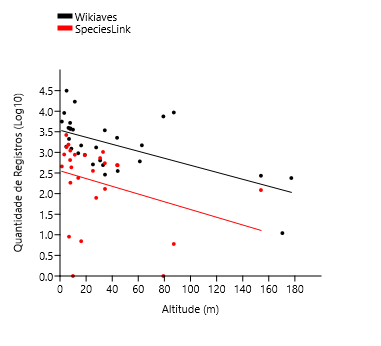 Wikiaves
SpeciesLink
Quantidade de Registros (Log10)
4.5
4.0
3.5
3.0
2.5
2.0
1.5
1.0
0.5
0.0
0 20 40 60 80 100 120 140 160 180
Altitude (m)